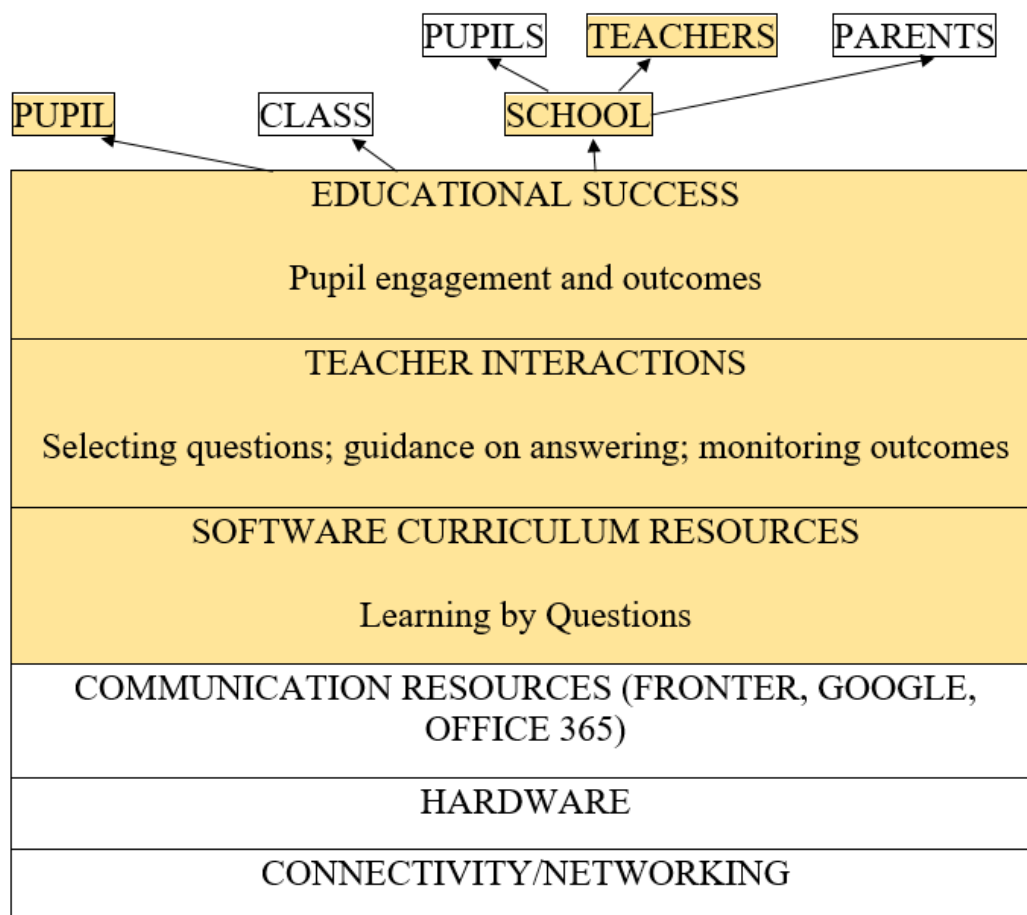 PUPILS
TEACHERS
PARENTS
PUPIL
CLASS
SCHOOL
EDUCATIONAL SUCCESS
Pupil engagement and outcomes
TEACHER INTERACTIONS
Selecting questions; guidance on answering; monitoring outcomes
SOFTWARE CURRICULUM RESOURCES
Learning by Questions
COMMUNICATION RESOURCES (FRONTER, GOOGLE,
OFFICE 365)
HARDWARE
CONNECTIVITY/NETWORKING